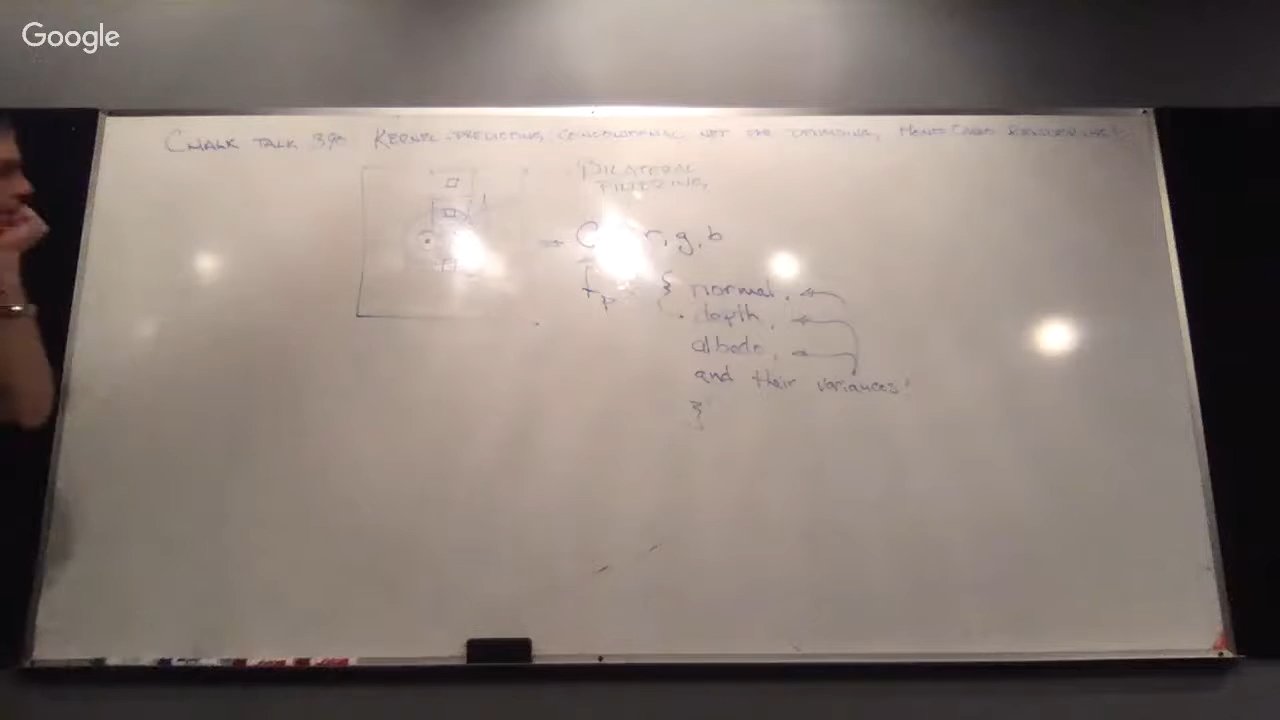 Google
CHALK TALK 390 KERNEL-PREDICTING CONVOLUTIONAL NET FOR DENOISING MONTE CARLO RENDERINGS
BILATERAL
FILTERING
C r, g, b
f p { normal,
depth,
albedo,
and their variances
}